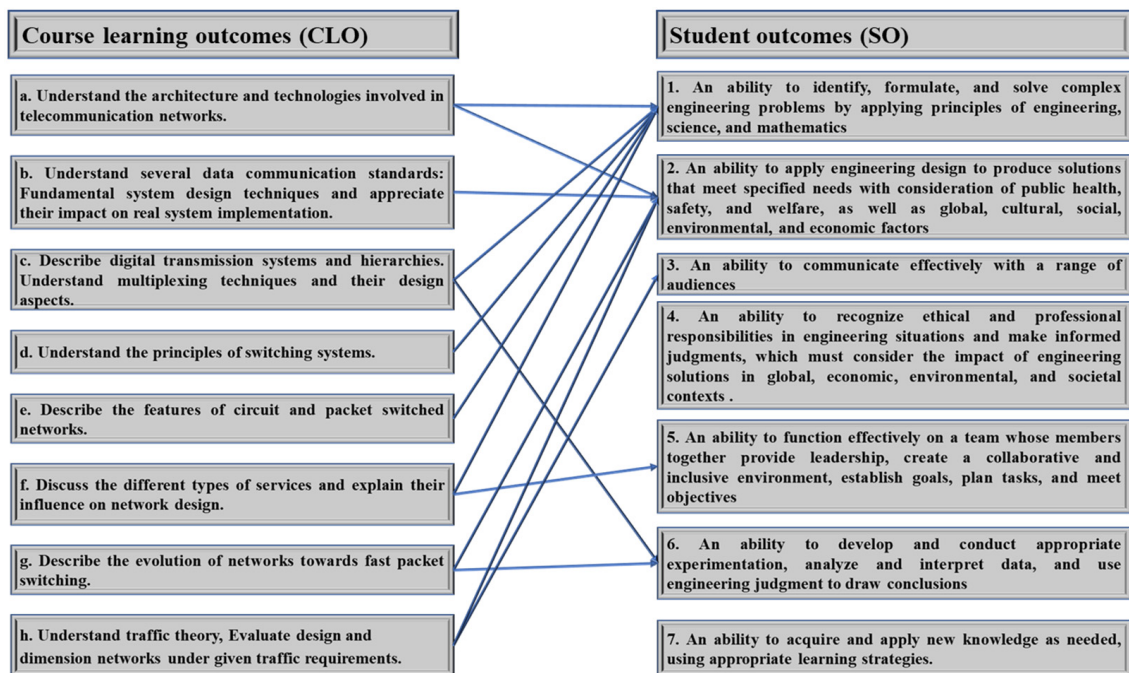 Course learning outcomes (CLO)
a. Understand the architecture and technologies involved in
telecommunication networks.
b. Understand several data communication standards:
Fundamental system design techniques and appreciate
their impact on real system implementation.
c. Describe digital transmission systems and hierarchies.
Understand multiplexing techniques and their design
aspects.
d. Understand the principles of switching systems.
e. Describe the features of circuit and packet switched
networks.
f. Discuss the different types of services and explain their
influence on network design.
g. Describe the evolution of networks towards fast packet
switching.
h. Understand traffic theory, Evaluate design and
dimension networks under given traffic requirements.
Student outcomes (SO)
1. An ability to identify, formulate, and solve complex
engineering problems by applying principles of engineering,
science, and mathematics
2. An ability to apply engineering design to produce solutions
that meet specified needs with consideration of public health,
safety, and welfare, as well as global, cultural, social,
environmental, and economic factors
3. An ability to communicate effectively with a range of
audiences
4. An ability to recognize ethical and professional
responsibilities in engineering situations and make informed
judgments, which must consider the impact of engineering
solutions in global, economic, environmental, and societal
contexts .
5. An ability to function effectively on a team whose members
together provide leadership, create a collaborative and
inclusive environment, establish goals, plan tasks, and meet
objectives
6. An ability to develop and conduct appropriate
experimentation, analyze and interpret data, and use
engineering judgment to draw conclusions
7. An ability to acquire and apply new knowledge as needed,
using appropriate learning strategies.